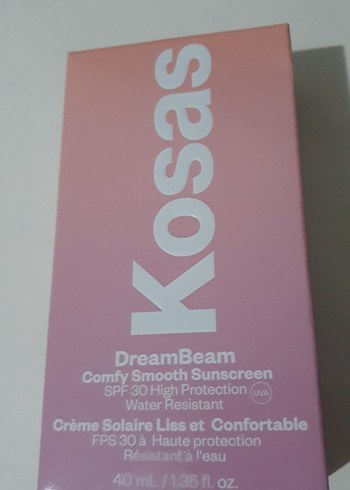 Kosas
DreamBeam
Comfy Smooth Sunscreen
SPF 30 High Protection
UVA
Water Resistant
Crème Solaire Liss et Confortable
FPS 30 à Haute protection
Résistant à l'eau
40 mL / 1.35 fl. oz.